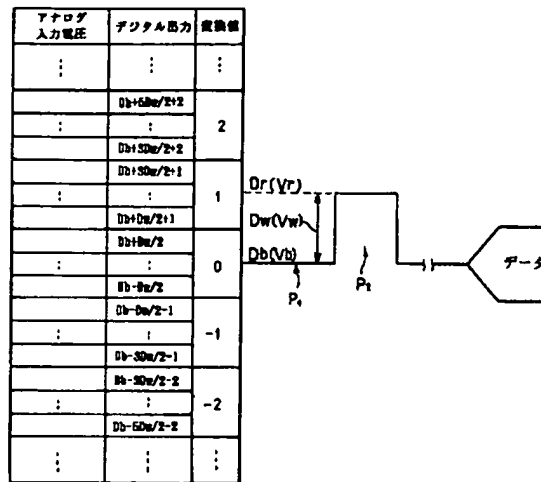 アナログ入力電圧 デジタル出力 変換値
⋮ ⋮ ⋮
Db+5Dw/2+2
⋮ 2
Db+3Dw/2+2
Db+3Dw/2+1
⋮ ⋮ 1
Db+Dw/2+1
Db+Dw/2
⋮ ⋮ 0
Db-Dw/2
Db-Dw/2-1
⋮ ⋮ -1
Db-3Dw/2-1
Db-3Dw/2-2
⋮ ⋮ -2
Db-5Dw/2-2
⋮ ⋮ ⋮
Dr(Vr)
Dw(Vw)
Db(Vb)
P₁
P₂
データ